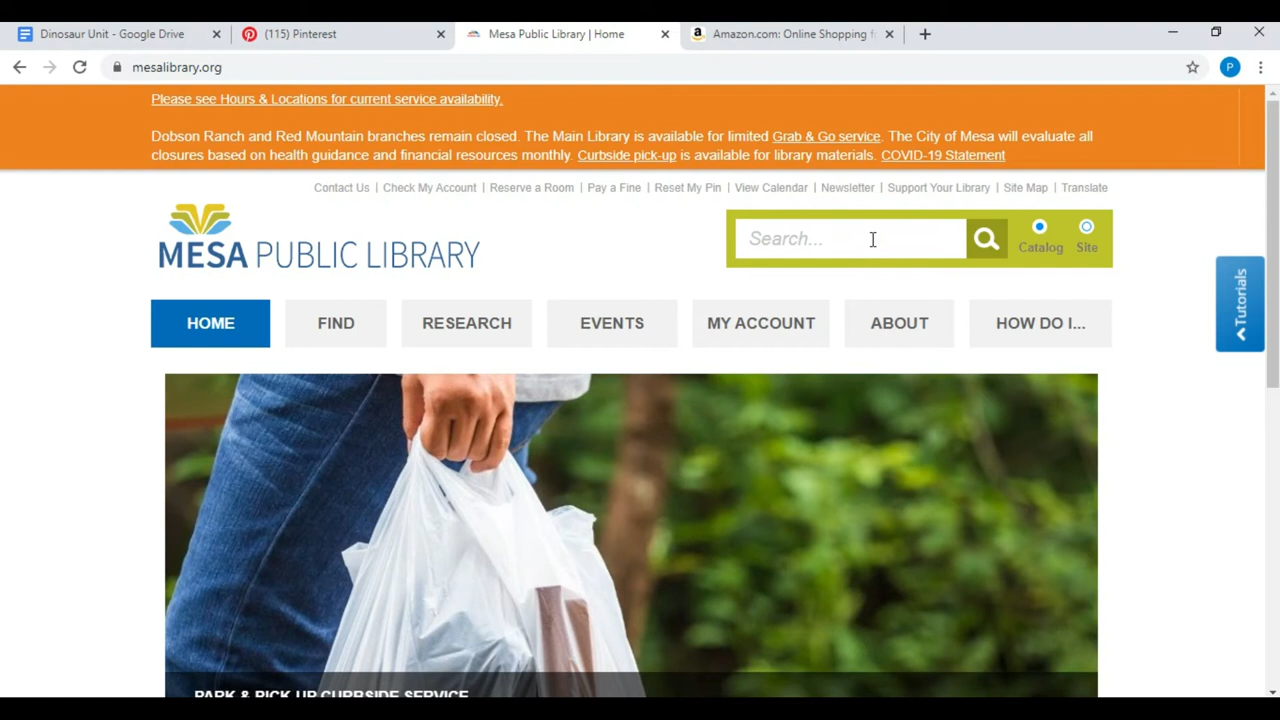 Dinosaur Unit - Google Drive
(115) Pinterest
Mesa Public Library | Home
Amazon.com: Online Shopping f
mesalibrary.org
P
Please see Hours & Locations for current service availability.
Dobson Ranch and Red Mountain branches remain closed. The Main Library is available for limited Grab & Go service. The City of Mesa will evaluate all
closures based on health guidance and financial resources monthly. Curbside pick-up is available for library materials. COVID-19 Statement
Contact Us | Check My Account | Reserve a Room | Pay a Fine | Reset My Pin | View Calendar | Newsletter | Support Your Library | Site Map | Translate
MESA PUBLIC LIBRARY
Search...
Catalog
Site
Tutorials
HOME
FIND
RESEARCH
EVENTS
MY ACCOUNT
ABOUT
HOW DO I...
PARK & PICK UP CURBSIDE SERVICE